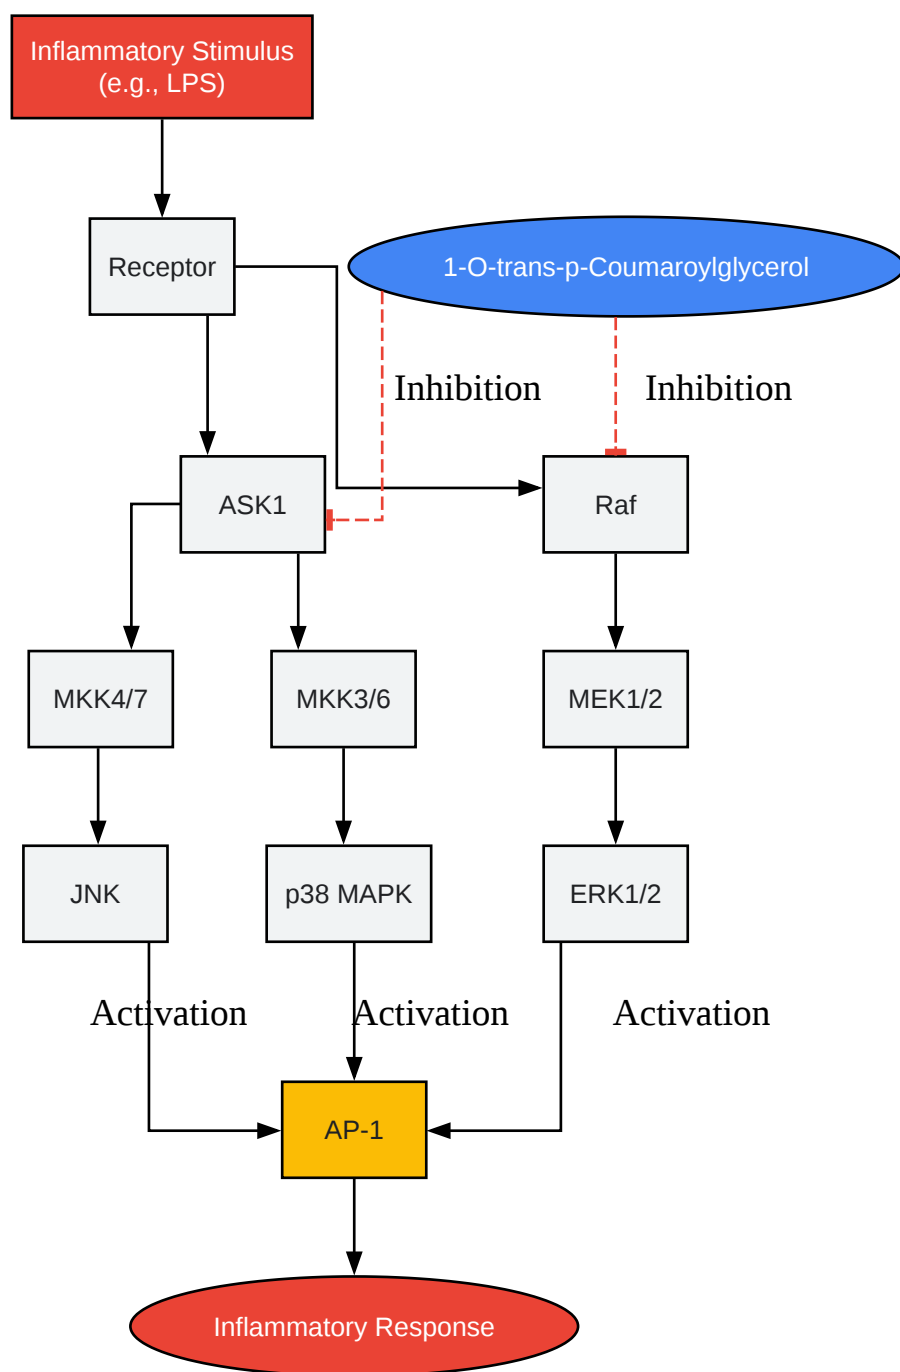 Inflammatory Stimulus
(e.g., LPS)
Receptor
1-O-trans-p-Coumaroylglycerol
Inhibition
Inhibition
ASK1
Raf
MKK4/7
MKK3/6
MEK1/2
JNK
p38 MAPK
ERK1/2
Activation
Activation
Activation
AP-1
Inflammatory Response